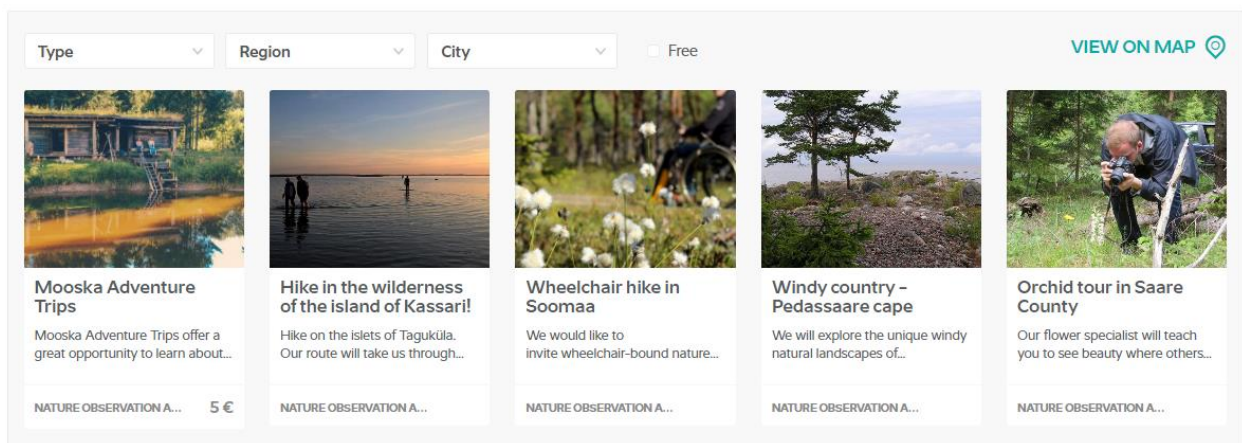 Type
Region
City
Free
VIEW ON MAP
Mooska Adventure
Trips
Mooska Adventure Trips offer a
great opportunity to learn about...
NATURE OBSERVATION A...
5 €
Hike in the wilderness
of the island of Kassari!
Hike on the islets of Taguküla.
Our route will take us through...
NATURE OBSERVATION A...
Wheelchair hike in
Soomaa
We would like to
invite wheelchair-bound nature...
NATURE OBSERVATION A...
Windy country –
Pedassaare cape
We will explore the unique windy
natural landscapes of...
NATURE OBSERVATION A...
Orchid tour in Saare
County
Our flower specialist will teach
you to see beauty where others...
NATURE OBSERVATION A...